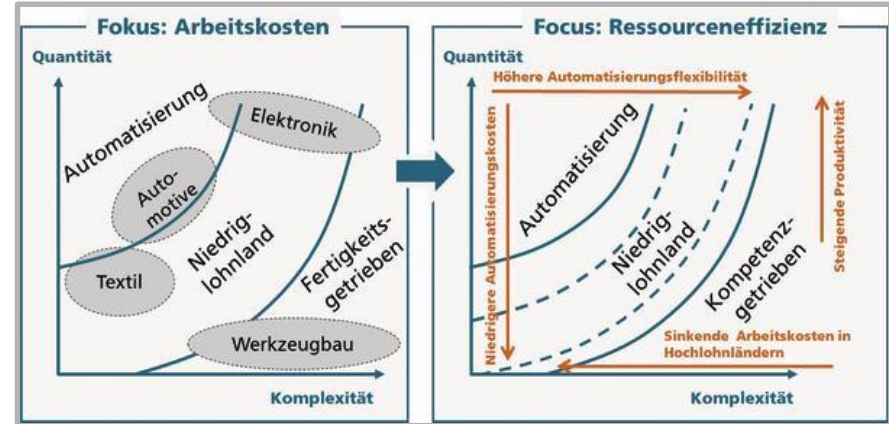 Fokus: Arbeitskosten
Quantität
Automatisierung
Elektronik
Auto-
motive
Niedrig-
lohnland
Fertigkeits-
getrieben
Textil
Werkzeugbau
Komplexität
Focus: Ressourceneffizienz
Quantität
Höhere Automatisierungsflexibilität
Niedrigere Automatisierungskosten
Automatisierung
Niedrig-
lohnland
Kompetenz-
getrieben
Steigende Produktivität
Sinkende Arbeitskosten in
Hochlohnländern
Komplexität